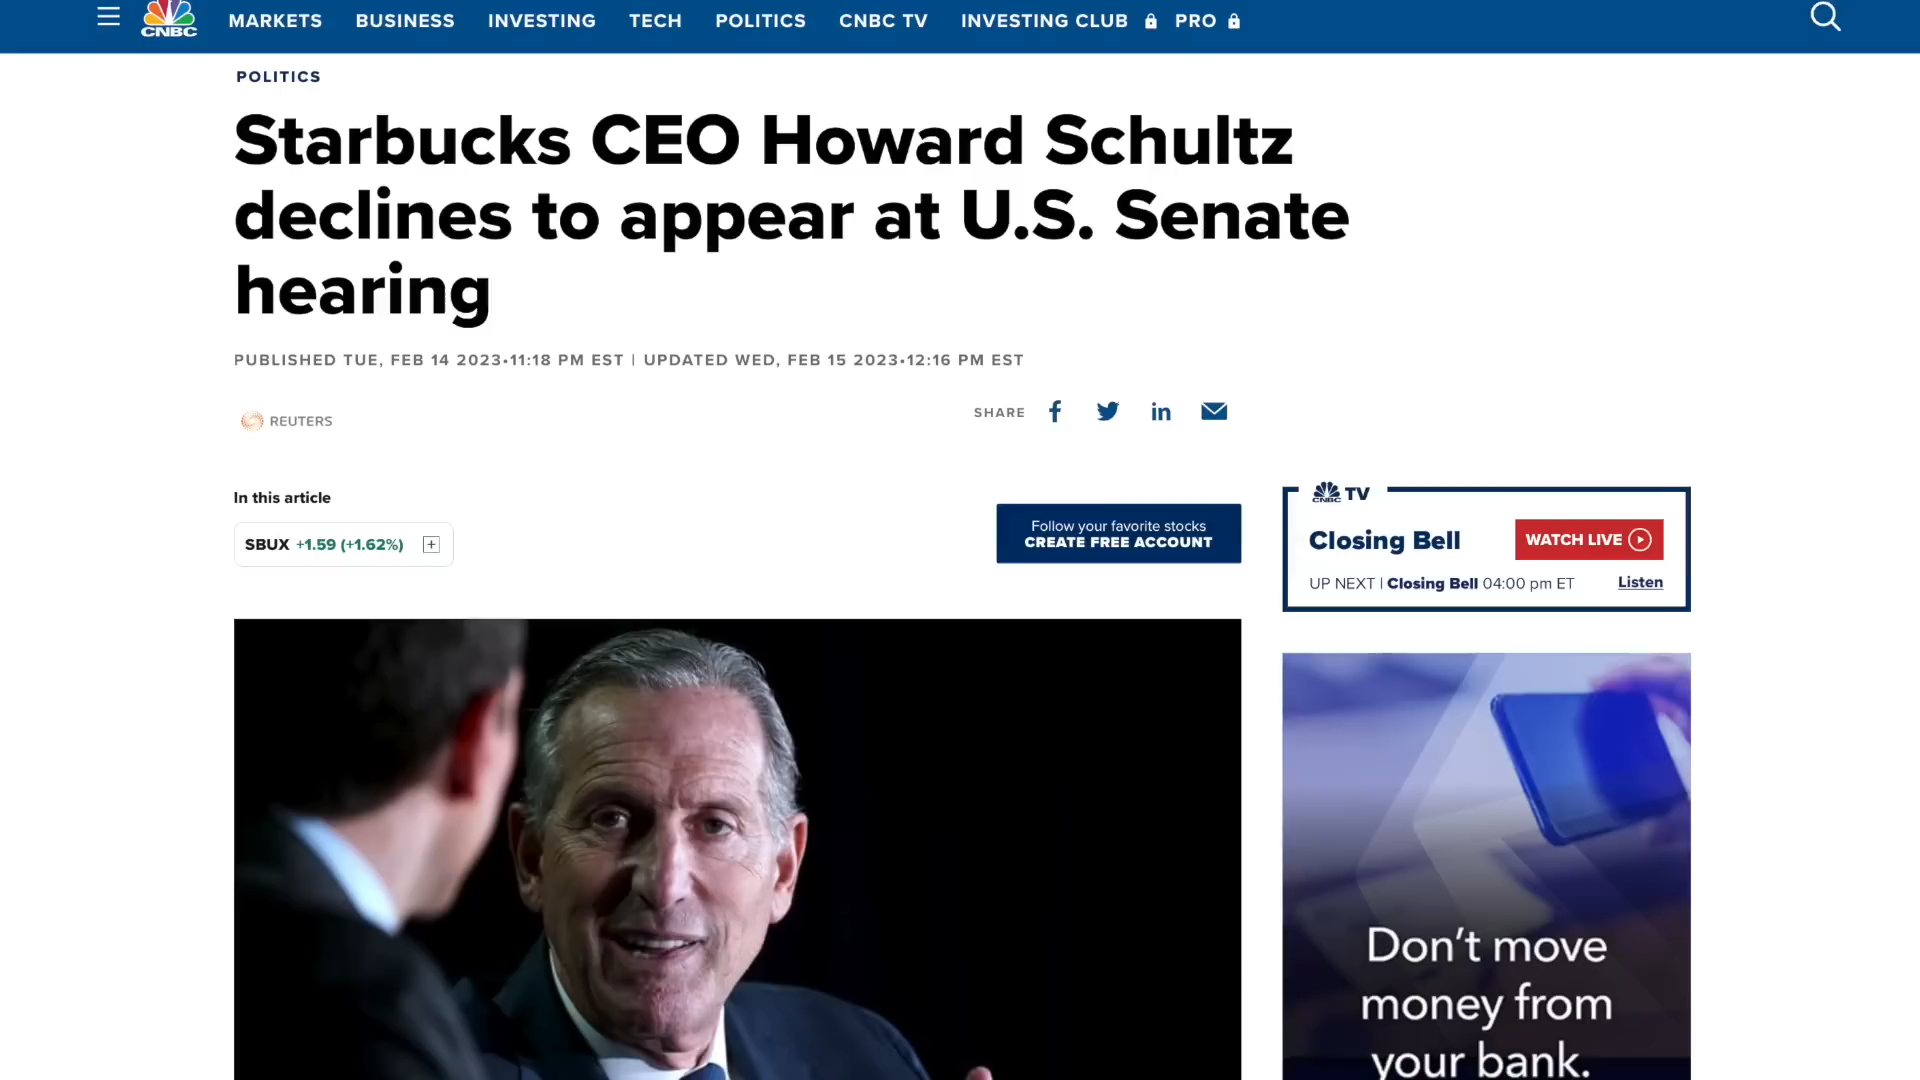 CNBC
MARKETS BUSINESS INVESTING TECH POLITICS CNBC TV INVESTING CLUB PRO
POLITICS
Starbucks CEO Howard Schultz
declines to appear at U.S. Senate
hearing
PUBLISHED TUE, FEB 14 2023•11:18 PM EST | UPDATED WED, FEB 15 2023•12:16 PM EST
REUTERS
SHARE
In this article
SBUX +1.59 (+1.62%)
Follow your favorite stocks
CREATE FREE ACCOUNT
CNBC TV
Closing Bell
WATCH LIVE
UP NEXT | Closing Bell 04:00 pm ET
Listen
Don't move
money from
your bank.